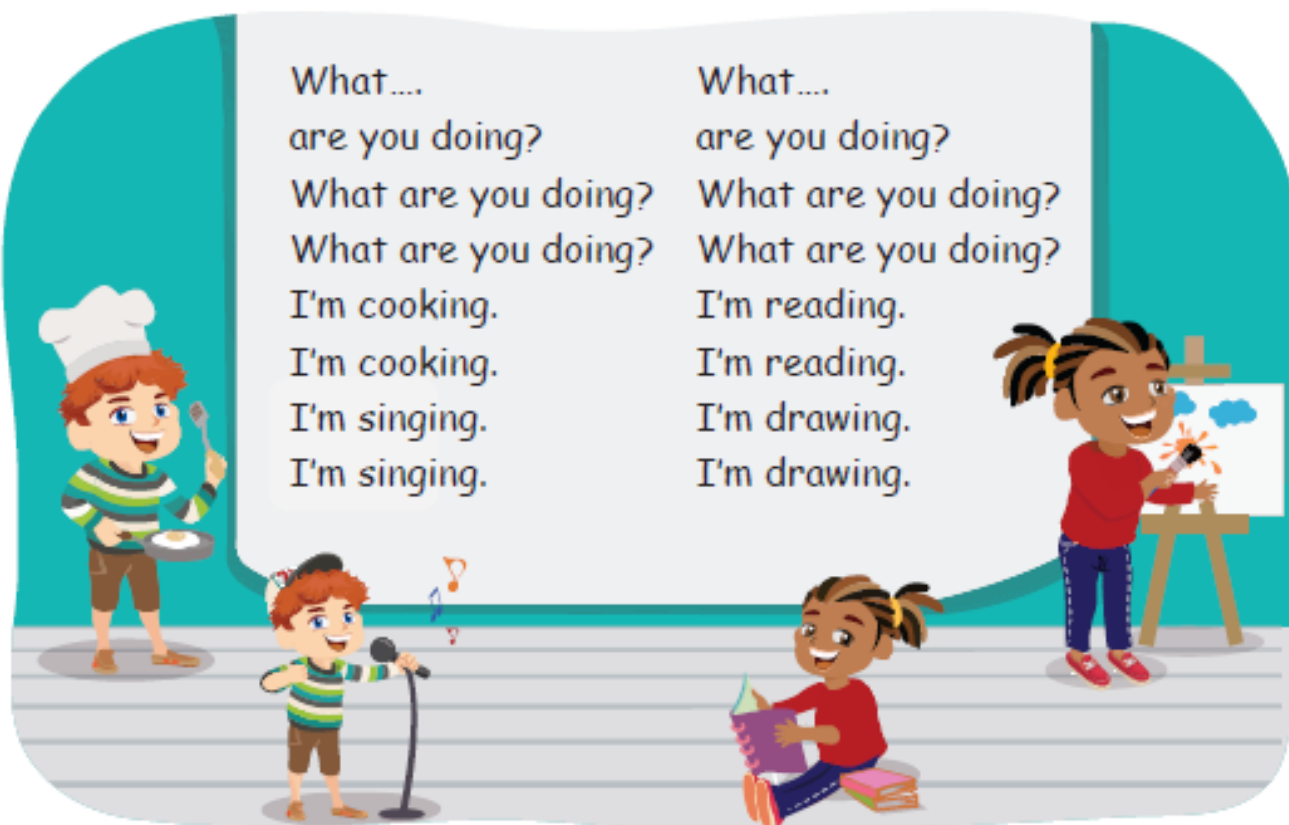 What....
are you doing?
What are you doing?
What are you doing?
I'm cooking.
I'm cooking.
I'm singing.
I'm singing.
What....
are you doing?
What are you doing?
What are you doing?
I'm reading.
I'm reading.
I'm drawing.
I'm drawing.